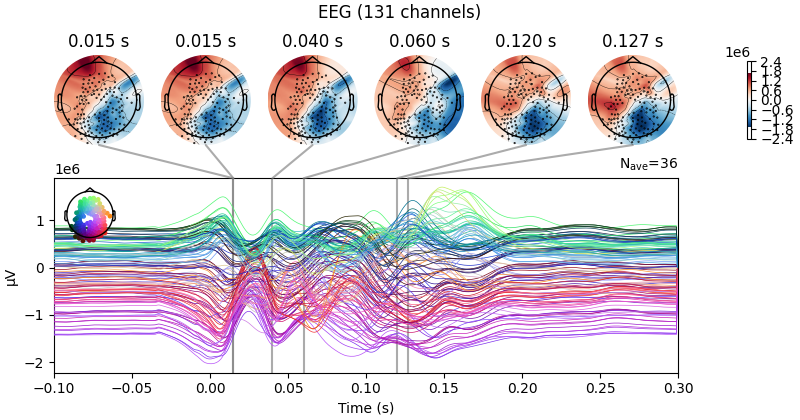 EEG (131 channels)
0.015 s 0.015 s 0.040 s 0.060 s 0.120 s 0.127 s
1e6
2.4
1.8
1.2
0.6
0.0
−0.6
−1.2
−1.8
−2.4
Nave=36
1e6
1
0
−1
−2
µV
−0.10 −0.05 0.00 0.05 0.10 0.15 0.20 0.25 0.30
Time (s)